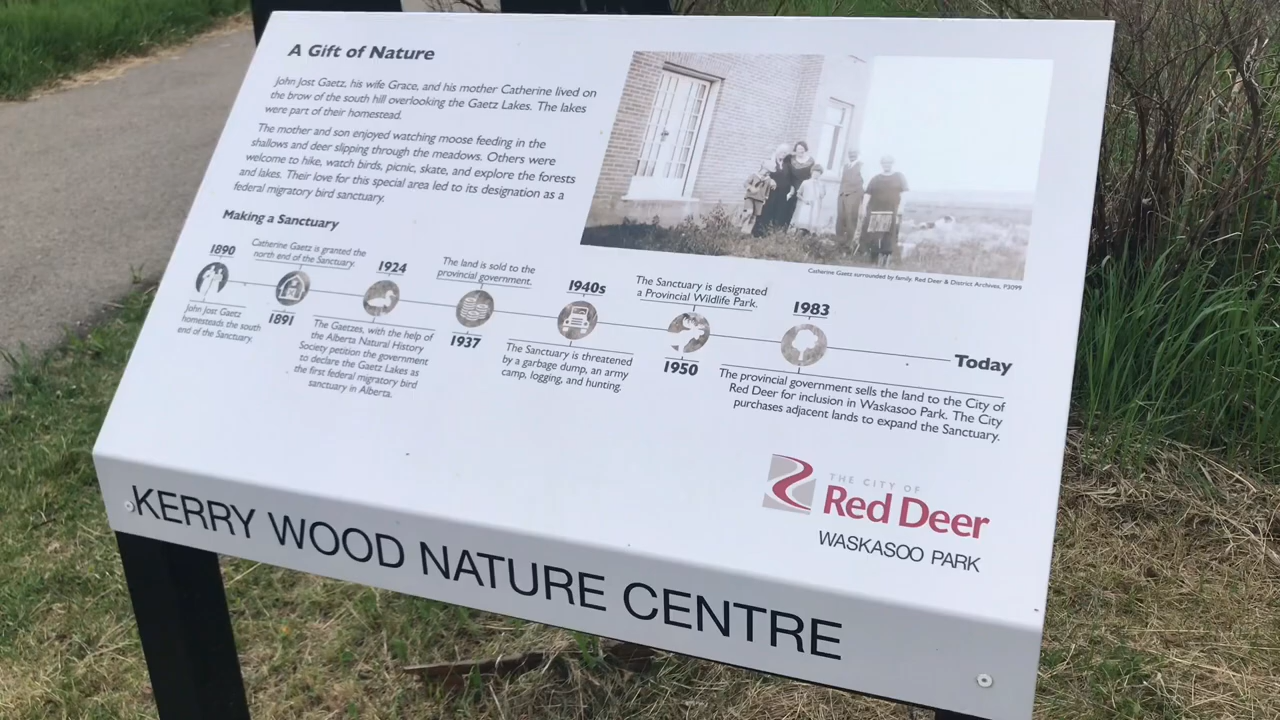 A Gift of Nature
John Jost Gaetz, his wife Grace, and his mother Catherine lived on
the brow of the south hill overlooking the Gaetz Lakes. The lakes
were part of their homestead.
The mother and son enjoyed watching moose feeding in the
shallows and deer slipping through the meadows. Others were
welcome to hike, watch birds, picnic, skate, and explore the forests
and lakes. Their love for this special area led to its designation as a
federal migratory bird sanctuary.
Catherine Gaetz surrounded by family. Red Deer & District Archives, P3099
Making a Sanctuary
1890
John Jost Gaetz
homesteads the south
end of the Sanctuary.
Catherine Gaetz is granted the
north end of the Sanctuary.
1891
1924
The Gaetzes, with the help of
the Alberta Natural History
Society petition the government
to declare the Gaetz Lakes as
the first federal migratory bird
sanctuary in Alberta.
The land is sold to the
provincial government.
1937
1940s
The Sanctuary is threatened
by a garbage dump, an army
camp, logging, and hunting.
The Sanctuary is designated
a Provincial Wildlife Park.
1950
1983
The provincial government sells the land to the City of
Red Deer for inclusion in Waskasoo Park. The City
purchases adjacent lands to expand the Sanctuary.
Today
THE CITY OF
Red Deer
WASKASOO PARK
KERRY WOOD NATURE CENTRE